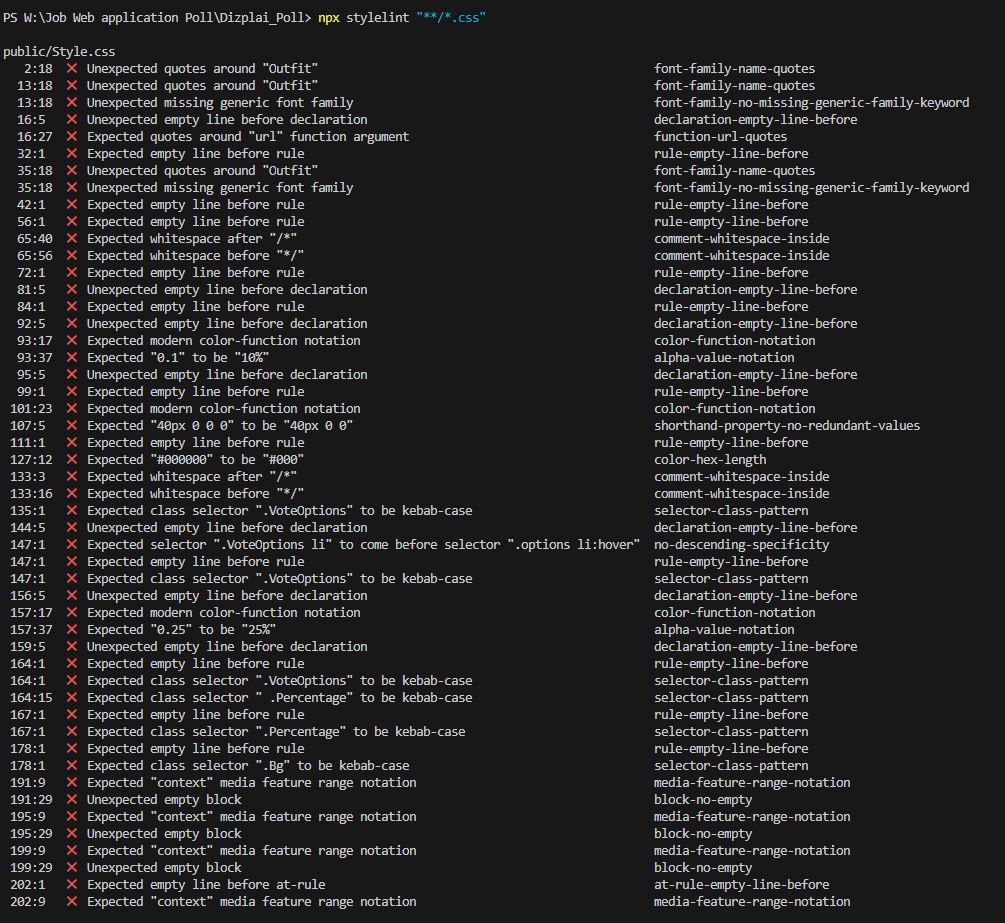 PS W:\Job Web application Poll\Dizplai_Poll> npx stylelint "**/*.css"
public/Style.css
2:18 ✕ Unexpected quotes around "Outfit" font-family-name-quotes
13:18 ✕ Unexpected quotes around "Outfit" font-family-name-quotes
13:18 ✕ Unexpected missing generic font family font-family-no-missing-generic-family-keyword
16:5 ✕ Unexpected empty line before declaration declaration-empty-line-before
16:27 ✕ Expected quotes around "url" function argument function-url-quotes
32:1 ✕ Expected empty line before rule rule-empty-line-before
35:18 ✕ Unexpected quotes around "Outfit" font-family-name-quotes
35:18 ✕ Unexpected missing generic font family font-family-no-missing-generic-family-keyword
42:1 ✕ Expected empty line before rule rule-empty-line-before
56:1 ✕ Expected empty line before rule rule-empty-line-before
65:40 ✕ Expected whitespace after "/*" comment-whitespace-inside
65:56 ✕ Expected whitespace before "*/" comment-whitespace-inside
72:1 ✕ Expected empty line before rule rule-empty-line-before
81:5 ✕ Unexpected empty line before declaration declaration-empty-line-before
84:1 ✕ Expected empty line before rule rule-empty-line-before
92:5 ✕ Unexpected empty line before declaration declaration-empty-line-before
93:17 ✕ Expected modern color-function notation color-function-notation
93:37 ✕ Expected "0.1" to be "10%" alpha-value-notation
95:5 ✕ Unexpected empty line before declaration declaration-empty-line-before
99:1 ✕ Expected empty line before rule rule-empty-line-before
101:23 ✕ Expected modern color-function notation color-function-notation
107:5 ✕ Expected "40px 0 0 0" to be "40px 0 0" shorthand-property-no-redundant-values
111:1 ✕ Expected empty line before rule rule-empty-line-before
127:12 ✕ Expected "#000000" to be "#000" color-hex-length
133:3 ✕ Expected whitespace after "/*" comment-whitespace-inside
133:16 ✕ Expected whitespace before "*/" comment-whitespace-inside
135:1 ✕ Expected class selector ".VoteOptions" to be kebab-case selector-class-pattern
144:5 ✕ Unexpected empty line before declaration declaration-empty-line-before
147:1 ✕ Expected selector ".VoteOptions li" to come before selector ".options li:hover" no-descending-specificity
147:1 ✕ Expected empty line before rule rule-empty-line-before
147:1 ✕ Expected class selector ".VoteOptions" to be kebab-case selector-class-pattern
156:5 ✕ Unexpected empty line before declaration declaration-empty-line-before
157:17 ✕ Expected modern color-function notation color-function-notation
157:37 ✕ Expected "0.25" to be "25%" alpha-value-notation
159:5 ✕ Unexpected empty line before declaration declaration-empty-line-before
164:1 ✕ Expected empty line before rule rule-empty-line-before
164:1 ✕ Expected class selector ".VoteOptions" to be kebab-case selector-class-pattern
164:15 ✕ Expected class selector " .Percentage" to be kebab-case selector-class-pattern
167:1 ✕ Expected empty line before rule rule-empty-line-before
167:1 ✕ Expected class selector ".Percentage" to be kebab-case selector-class-pattern
178:1 ✕ Expected empty line before rule rule-empty-line-before
178:1 ✕ Expected class selector ".Bg" to be kebab-case selector-class-pattern
191:9 ✕ Expected "context" media feature range notation media-feature-range-notation
191:29 ✕ Unexpected empty block block-no-empty
195:9 ✕ Expected "context" media feature range notation media-feature-range-notation
195:29 ✕ Unexpected empty block block-no-empty
199:9 ✕ Expected "context" media feature range notation media-feature-range-notation
199:29 ✕ Unexpected empty block block-no-empty
202:1 ✕ Expected empty line before at-rule at-rule-empty-line-before
202:9 ✕ Expected "context" media feature range notation media-feature-range-notation